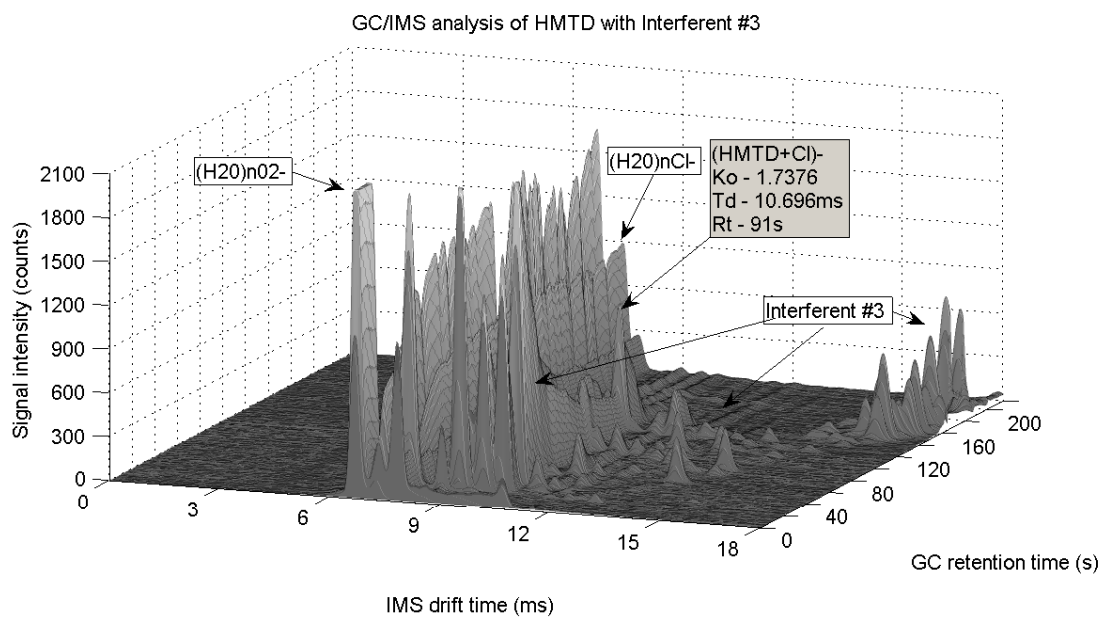 GC/IMS analysis of HMTD with Interferent #3
(H20)n02-
(H20)nCl-
(HMTD+Cl)-
Ko - 1.7376
Td - 10.696ms
Rt - 91s
Interferent #3
Signal intensity (counts)
2100
1800
1500
1200
900
600
300
0
0
3
6
9
12
15
18
0
40
80
120
160
200
GC retention time (s)
IMS drift time (ms)